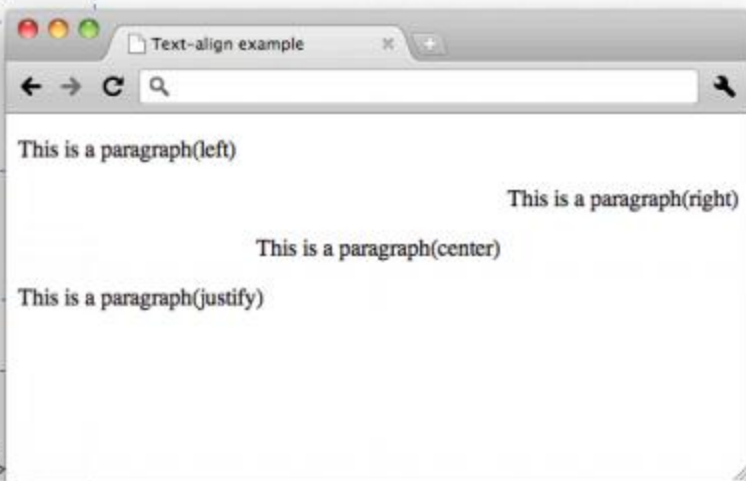 Text-align example
This is a paragraph(left)
This is a paragraph(right)
This is a paragraph(center)
This is a paragraph(justify)